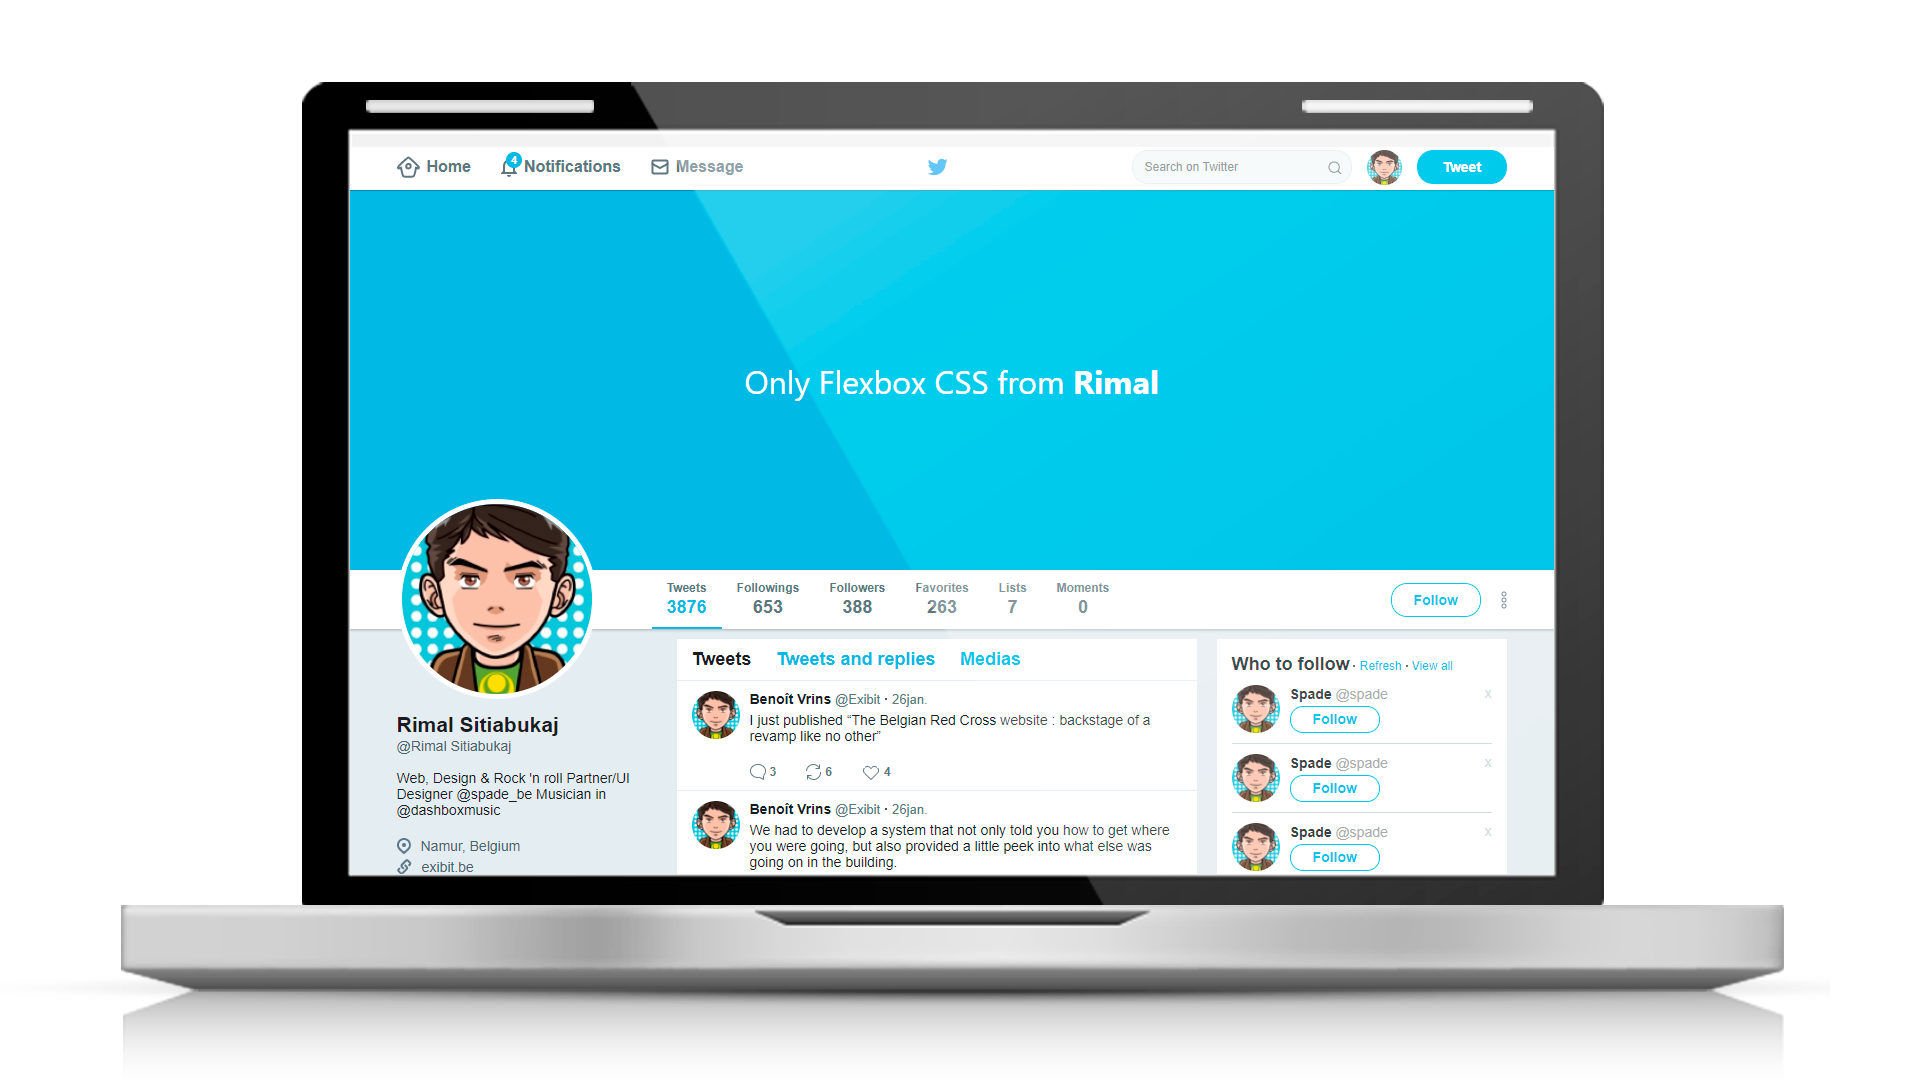 Home
4
Notifications
Message
Search on Twitter
Tweet
Only Flexbox CSS from Rimal
Tweets
3876
Followings
653
Followers
388
Favorites
263
Lists
7
Moments
0
Follow
Rimal Sitiabukaj
@Rimal Sitiabukaj
Web, Design & Rock 'n roll Partner/UI
Designer @spade_be Musician in
@dashboxmusic
Namur, Belgium
exibit.be
Tweets Tweets and replies Medias
Benoît Vrins @Exibit · 26jan.
I just published “The Belgian Red Cross website : backstage of a
revamp like no other”
3 6 4
Benoît Vrins @Exibit · 26jan.
We had to develop a system that not only told you how to get where
you were going, but also provided a little peek into what else was
going on in the building.
Who to follow · Refresh · View all
Spade @spade x
Follow
Spade @spade x
Follow
Spade @spade x
Follow